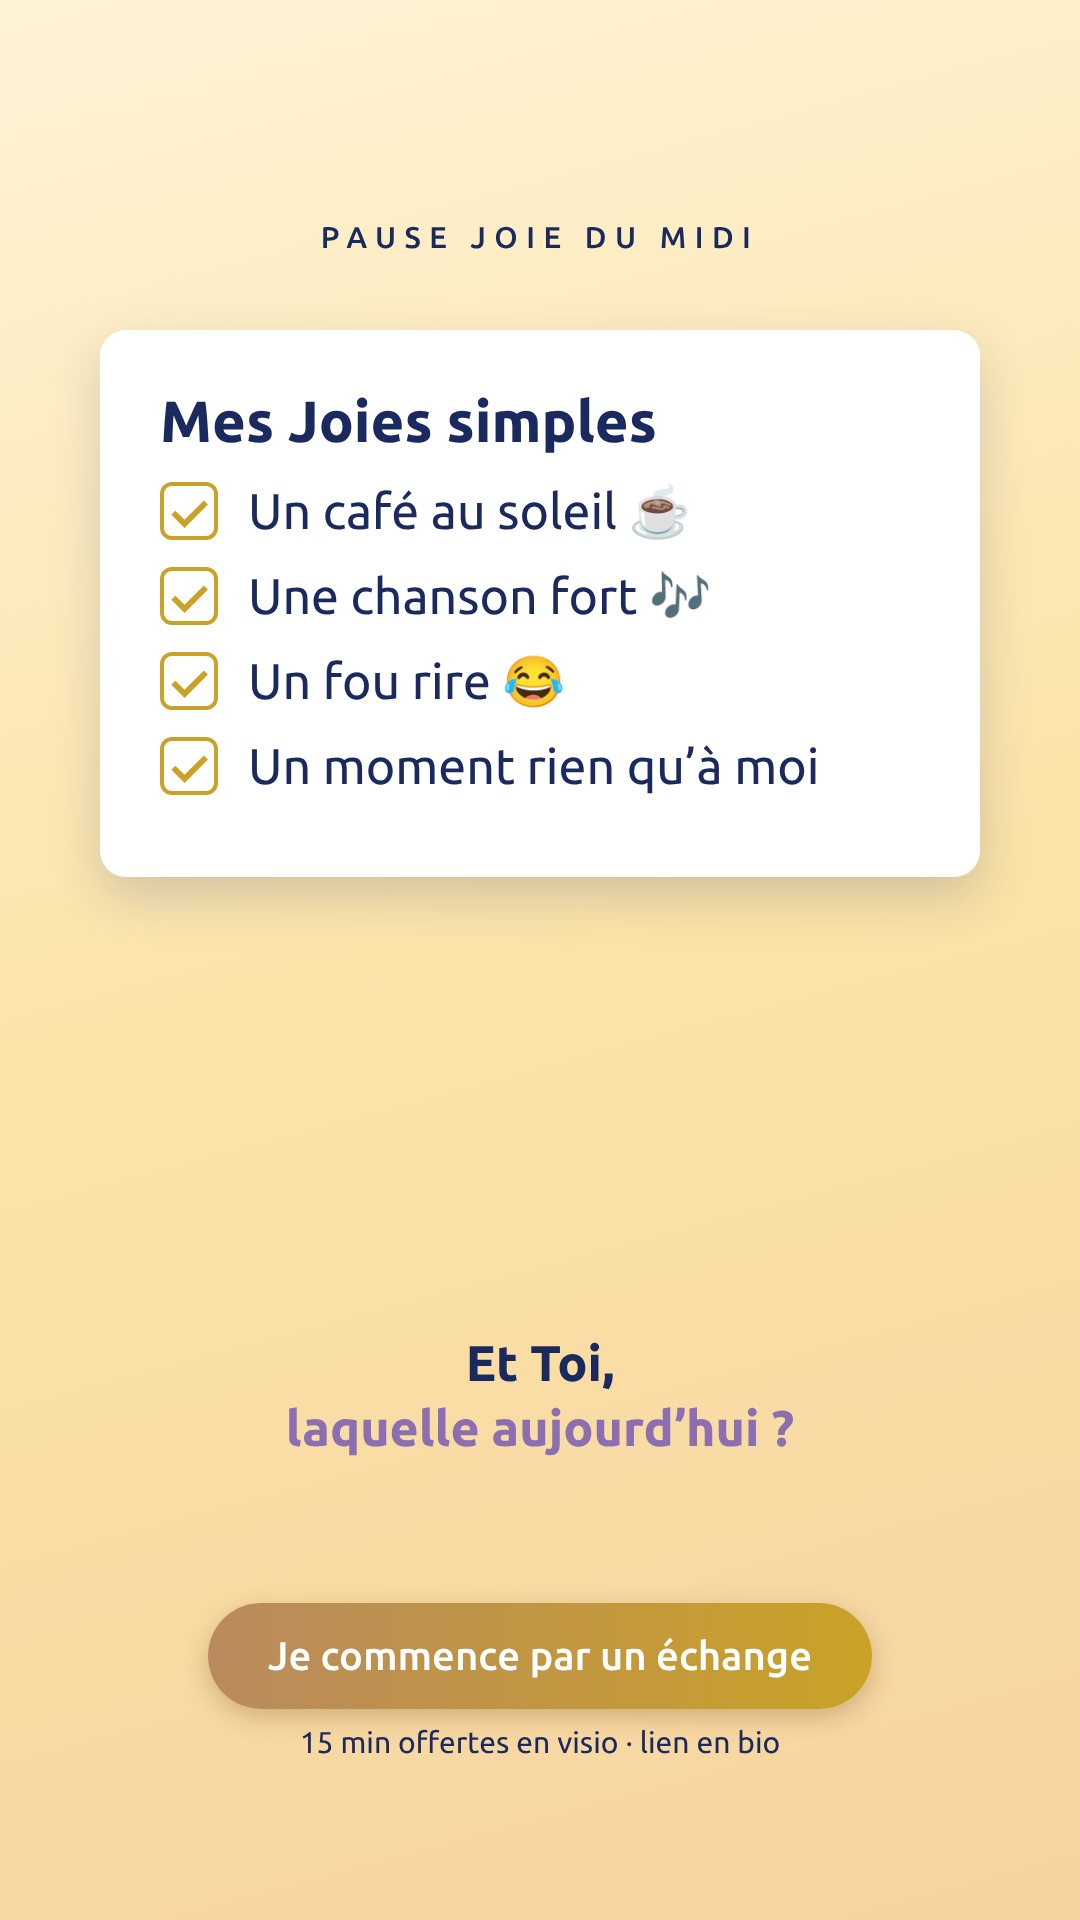 PAUSE JOIE DU MIDI
Mes Joies simples
Un café au soleil ☕
Une chanson fort 🎶
Un fou rire 😂
Un moment rien qu’à moi
Et Toi,
laquelle aujourd’hui ?
Je commence par un échange
15 min offertes en visio · lien en bio